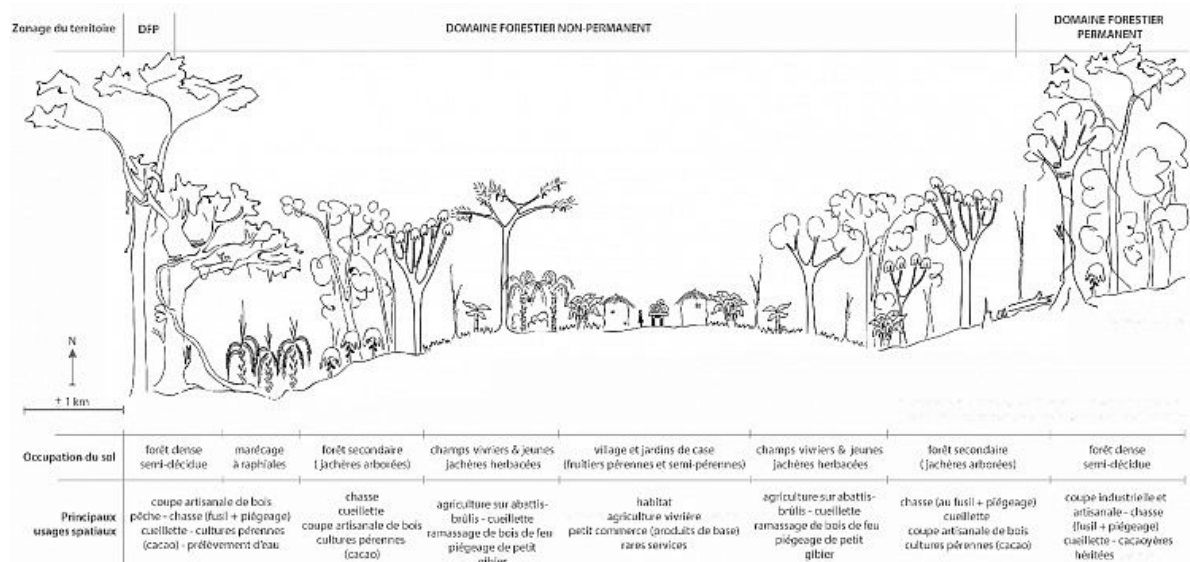 Zonage du territoire
DFP
DOMAINE FORESTIER NON-PERMANENT
DOMAINE FORESTIER
PERMANENT
N
± 1 km
Occupation du sol
forêt dense
semi-décidue
marécage
à raphiales
forêt secondaire
(jachères arborées)
champs vivriers & jeunes
jachères herbacées
village et jardins de case
(fruitiers pérennes et semi-pérennes)
champs vivriers & jeunes
jachères herbacées
forêt secondaire
(jachères arborées)
forêt dense
semi-décidue
Principaux
usages spatiaux
coupe artisanale de bois
pêche - chasse (fusil + piégeage)
cueillette - cultures pérennes
(cacao) - prélèvement d'eau
chasse
cueillette
coupe artisanale de bois
cultures pérennes
(cacao)
agriculture sur abattis-
brûlis - cueillette
ramassage de bois de feu
piégeage de petit
gibier
habitat
agriculture vivrière
petit commerce (produits de base)
rares services
agriculture sur abattis-
brûlis - cueillette
ramassage de bois de feu
piégeage de petit
gibier
chasse (au fusil + piégeage)
cueillette
coupe artisanale de bois
cultures pérennes (cacao)
coupe industrielle et
artisanale - chasse
(fusil + piégeage)
cueillette - cacaoyères
héritées